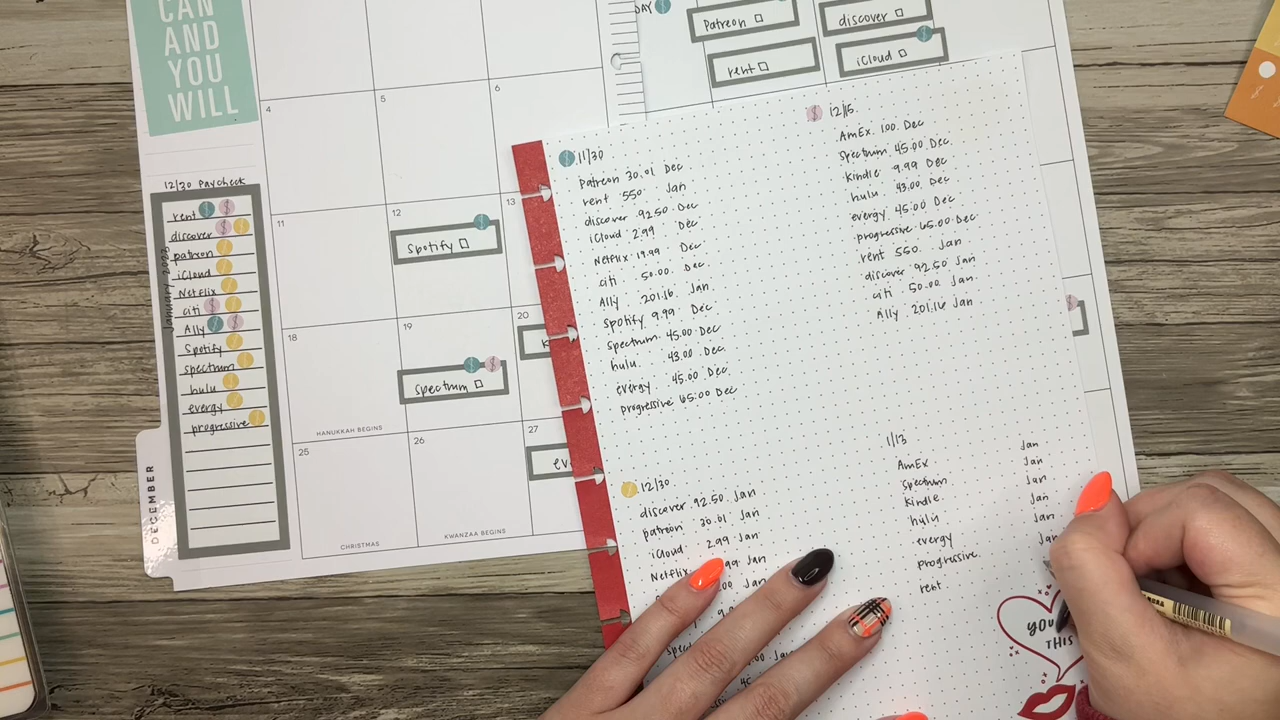 CAN
AND
YOU
WILL
4
5
6
11
12
13
18
19
20
25
26
27
HANUKKAH BEGINS
CHRISTMAS
KWANZAA BEGINS
DECEMBER
spotify
spectrum
DAY
patreon
discover
rent
iCloud
12/30 Paycheck
rent
discover
patreon
iCloud
Netflix
citi
Ally
Spotify
spectrum
hulu
evergy
progressive
11/30
patreon 30.01 Dec
rent 550 Jan
discover 92.50 Dec
iCloud 2.99 Dec
Netflix 19.99 Dec
citi 50.00 Dec
Ally 201.16 Jan
spotify 9.99 Dec
spectrum 45.00 Dec
hulu 43.00 Dec
evergy 45.00 Dec
progressive 65.00 Dec
12/15
AmEx 100. Dec
spectrum 45.00 Dec
kindle 9.99 Dec
hulu 43.00 Dec
evergy 45.00 Dec
progressive 65.00 Dec
rent 550. Jan
discover 92.50 Jan
citi 50.00 Jan
Ally 201.16 Jan
12/30
discover 92.50 Jan
patreon 30.01 Jan
iCloud 2.99 Jan
Netflix Jan
1/13
AmEx Jan
spectrum Jan
kindle Jan
hulu Jan
evergy Jan
progressive
rent
YOU
THIS